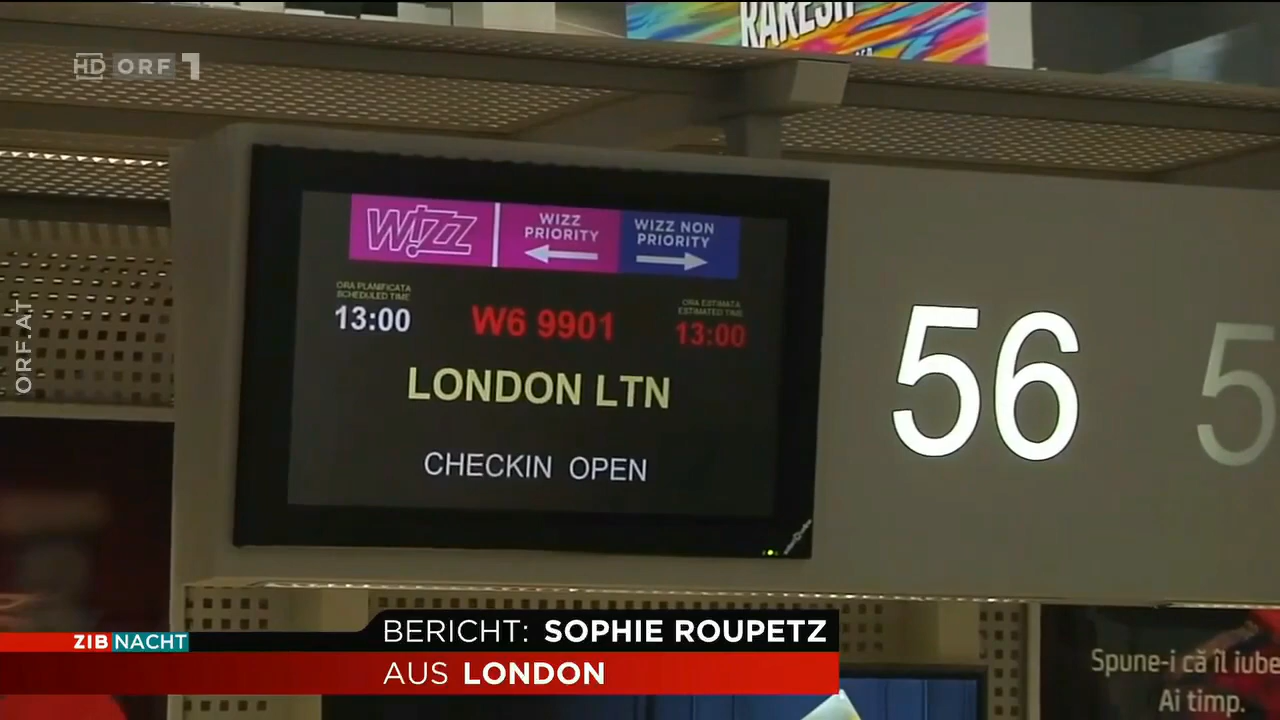 RARESH
HD ORF 1
WIZZ
WIZZ PRIORITY
WIZZ NON PRIORITY
ORA PLANIFICATA
SCHEDULED TIME
13:00
W6 9901
ORA ESTIMATA
ESTIMATED TIME
13:00
LONDON LTN
CHECKIN OPEN
56
5
ORF.AT
ZIB NACHT
BERICHT: SOPHIE ROUPETZ
AUS LONDON
Spune-i că îl iube
Ai timp.